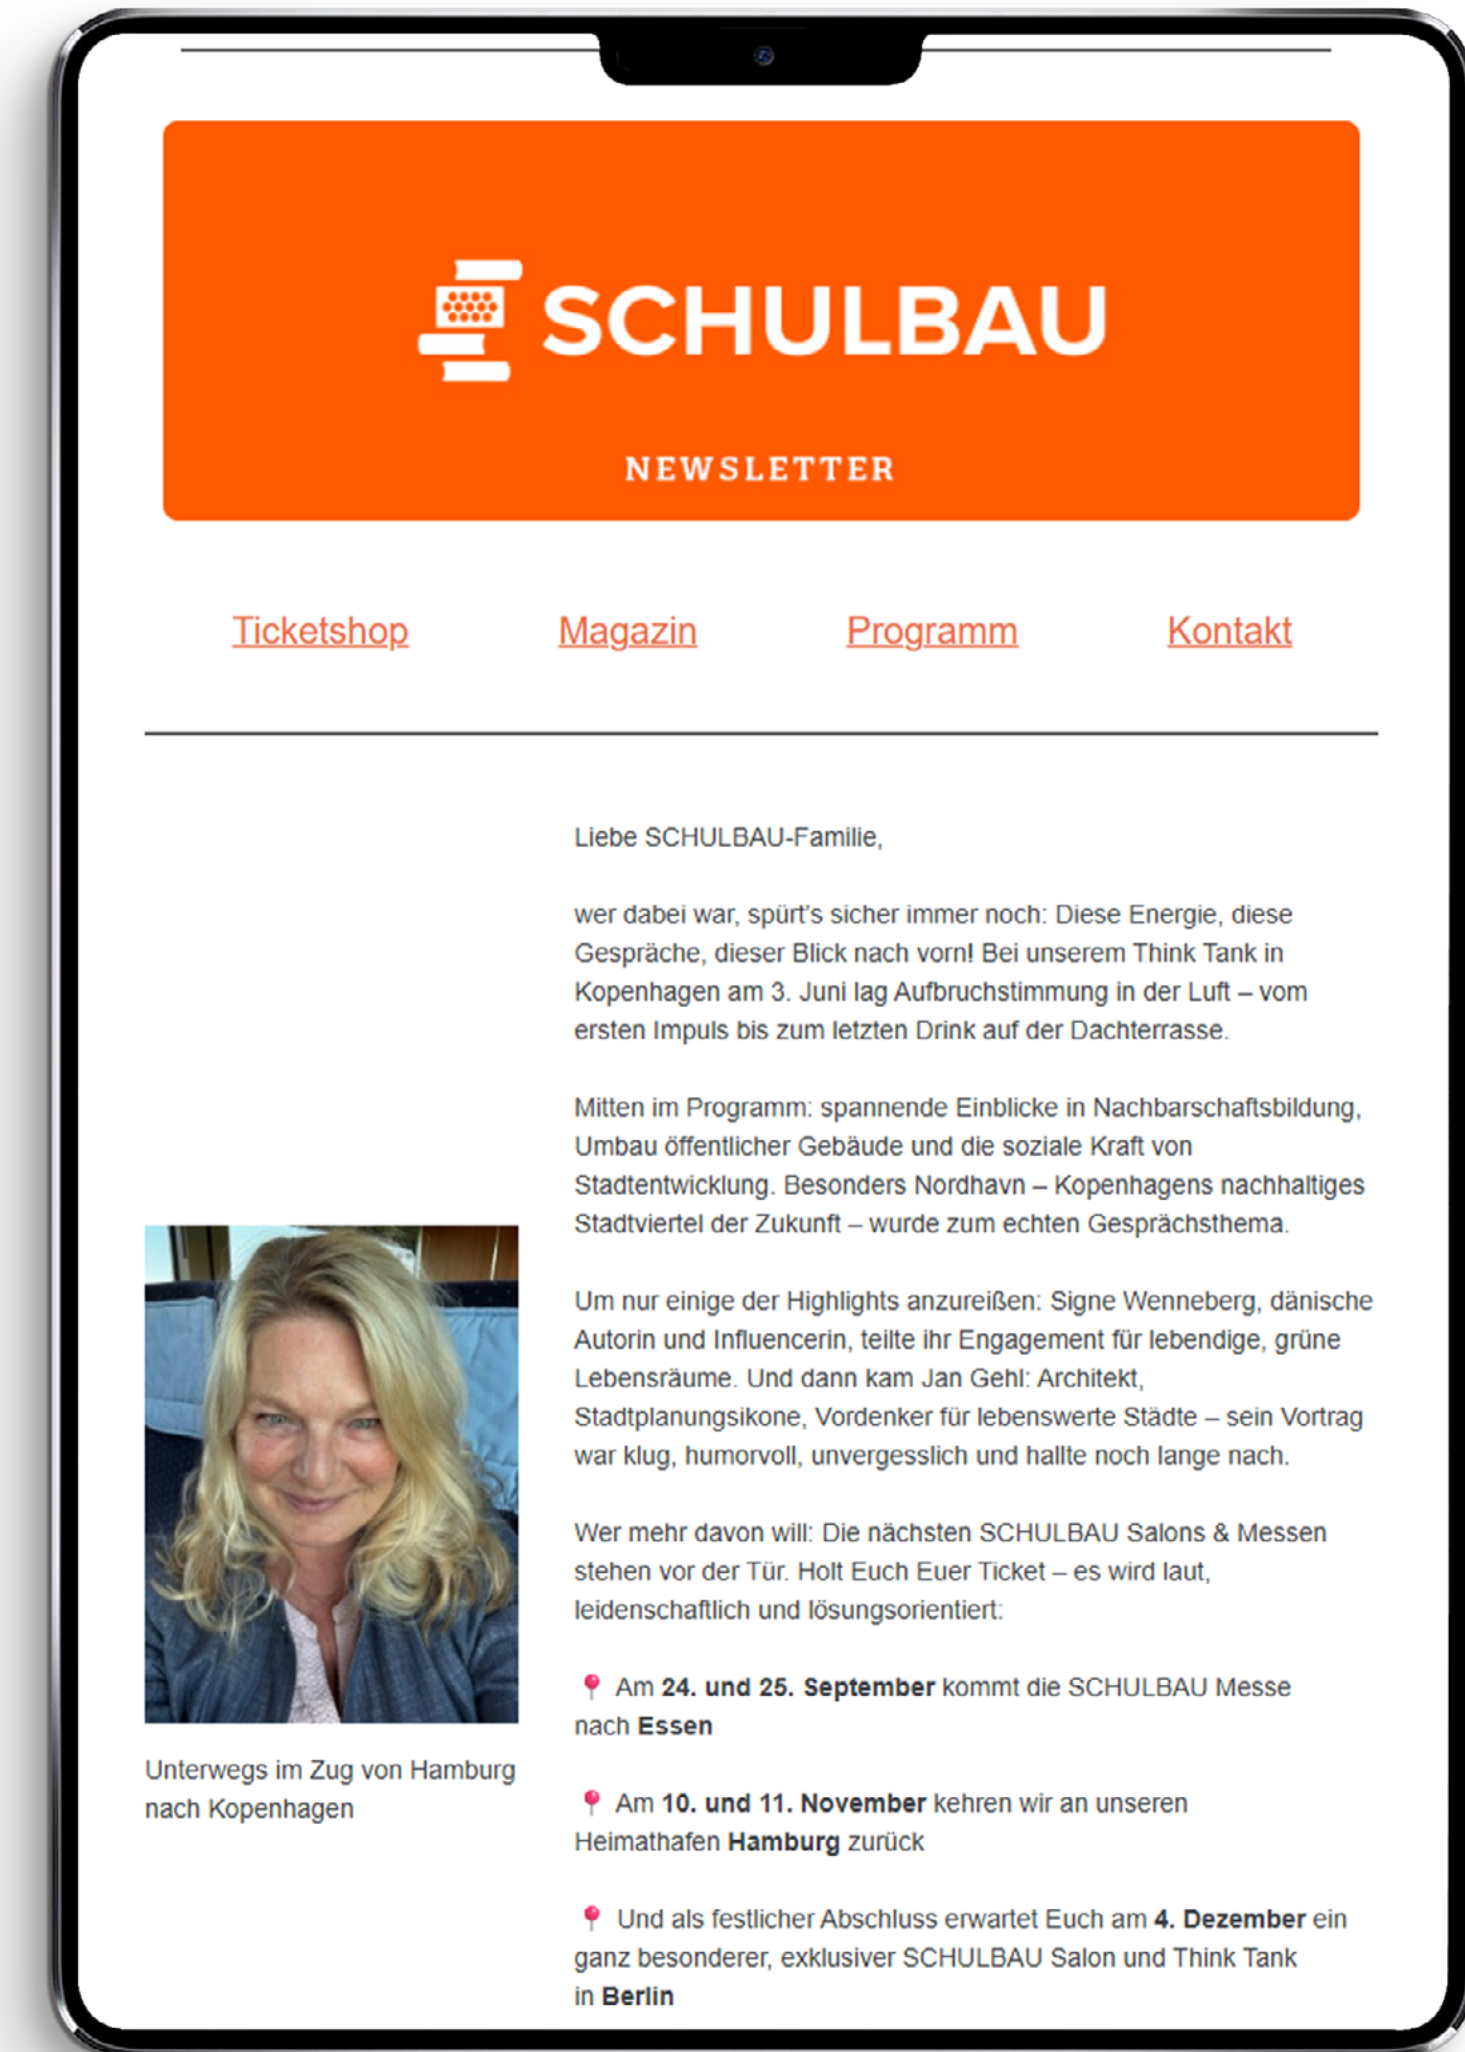 SCHULBAU
NEWSLETTER
Ticketshop Magazin Programm Kontakt
Liebe SCHULBAU-Familie,
wer dabei war, spürt's sicher immer noch: Diese Energie, diese
Gespräche, dieser Blick nach vorn! Bei unserem Think Tank in
Kopenhagen am 3. Juni lag Aufbruchstimmung in der Luft – vom
ersten Impuls bis zum letzten Drink auf der Dachterrasse.
Mitten im Programm: spannende Einblicke in Nachbarschaftsbildung,
Umbau öffentlicher Gebäude und die soziale Kraft von
Stadtentwicklung. Besonders Nordhavn – Kopenhagens nachhaltiges
Stadtviertel der Zukunft – wurde zum echten Gesprächsthema.
Um nur einige der Highlights anzureißen: Signe Wenneberg, dänische
Autorin und Influencerin, teilte ihr Engagement für lebendige, grüne
Lebensräume. Und dann kam Jan Gehl: Architekt,
Stadtplanungsikone, Vordenker für lebenswerte Städte – sein Vortrag
war klug, humorvoll, unvergesslich und hallte noch lange nach.
Wer mehr davon will: Die nächsten SCHULBAU Salons & Messen
stehen vor der Tür. Holt Euch Euer Ticket – es wird laut,
leidenschaftlich und lösungsorientiert:
📍 Am 24. und 25. September kommt die SCHULBAU Messe
nach Essen
📍 Am 10. und 11. November kehren wir an unseren
Heimathafen Hamburg zurück
📍 Und als festlicher Abschluss erwartet Euch am 4. Dezember ein
ganz besonderer, exklusiver SCHULBAU Salon und Think Tank
in Berlin
Unterwegs im Zug von Hamburg
nach Kopenhagen